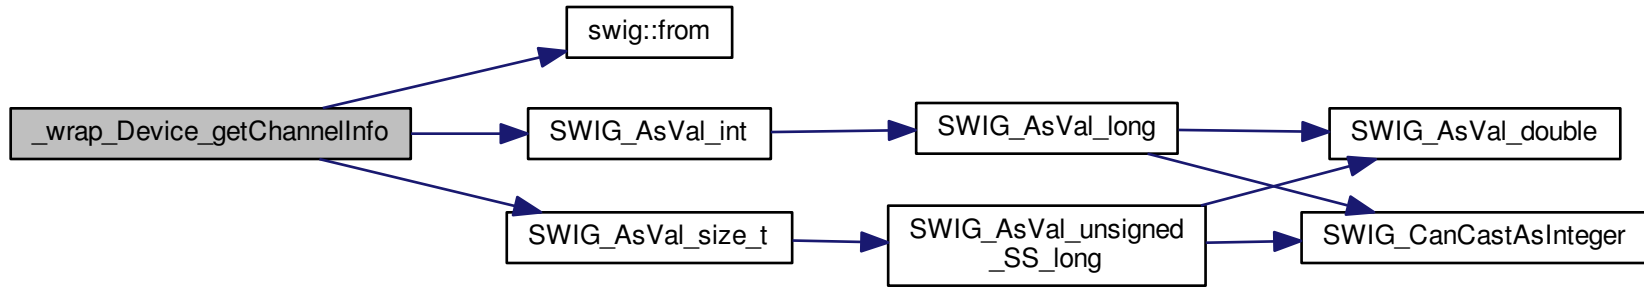 swig::from
_wrap_Device_getChannelInfo
SWIG_AsVal_int
SWIG_AsVal_long
SWIG_AsVal_double
SWIG_AsVal_size_t
SWIG_AsVal_unsigned
_SS_long
SWIG_CanCastAsInteger